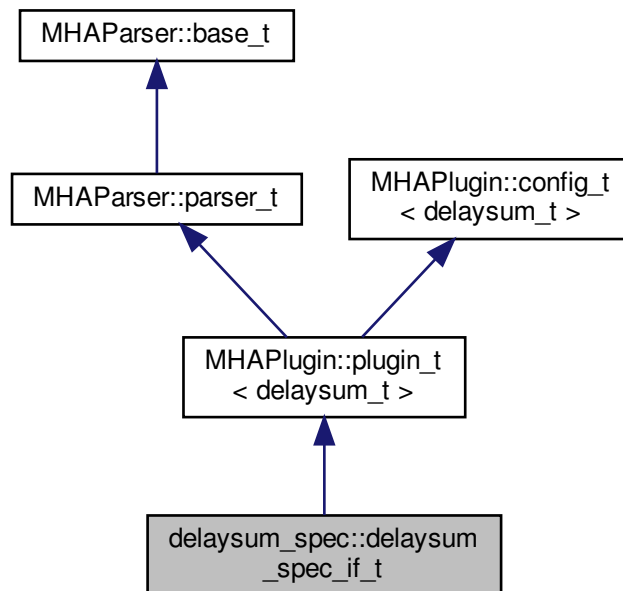 MHAParser::base_t
MHAParser::parser_t
MHAPlugin::config_t
< delaysum_t >
MHAPlugin::plugin_t
< delaysum_t >
delaysum_spec::delaysum
_spec_if_t